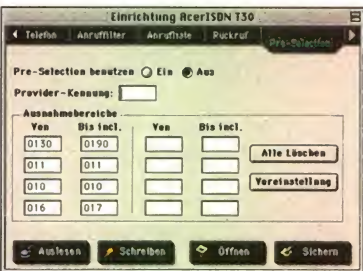 Einrichtung AcerISDN T30
Telefon Anruffilter Anrufliste Rückruf Pre-Selection
Pre-Selection benutzen Ein Aus
Provider-Kennung:
Ausnahmebereiche
Von Bis incl. Von Bis incl.
0130 0190
011 011 Alle Löschen
010 010 Voreinstellung
016 017
Auslesen Schreiben Öffnen Sichern